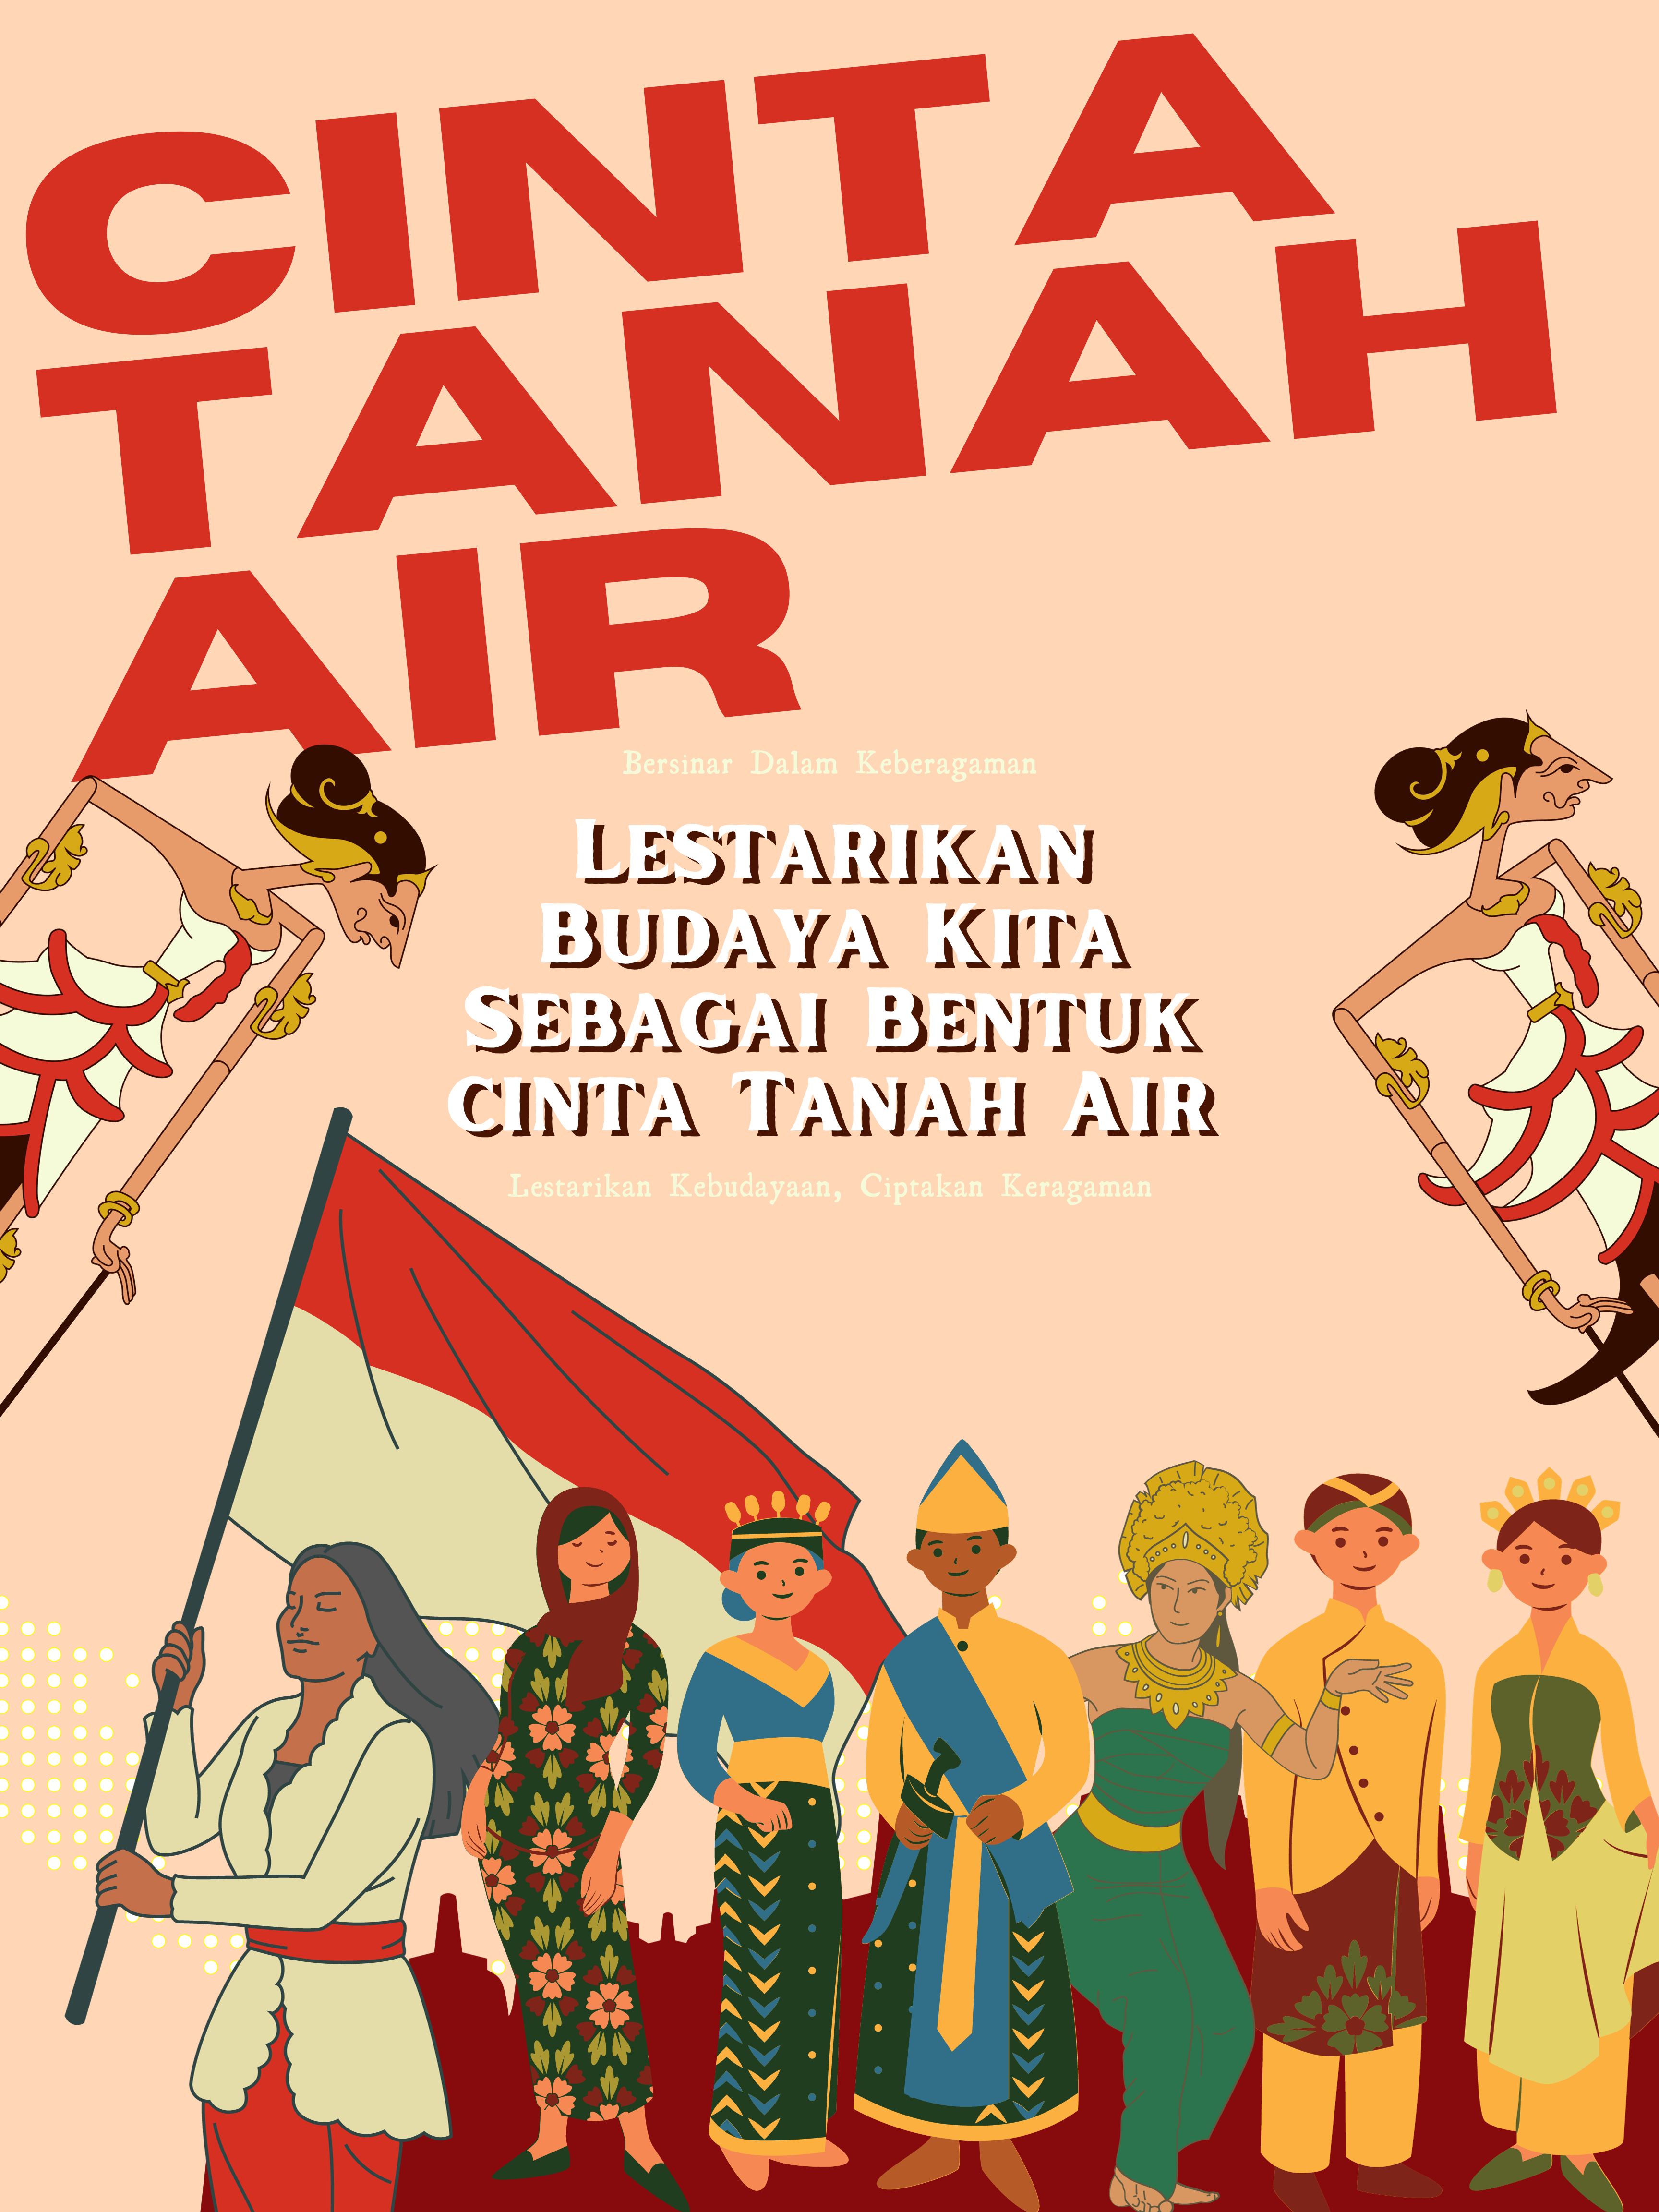 CINTA
TANAH
AIR
Bersinar Dalam Keberagaman
Lestarikan
Budaya Kita
Sebagai Bentuk
Cinta Tanah Air
Lestarikan Kebudayaan, Ciptakan Keragaman